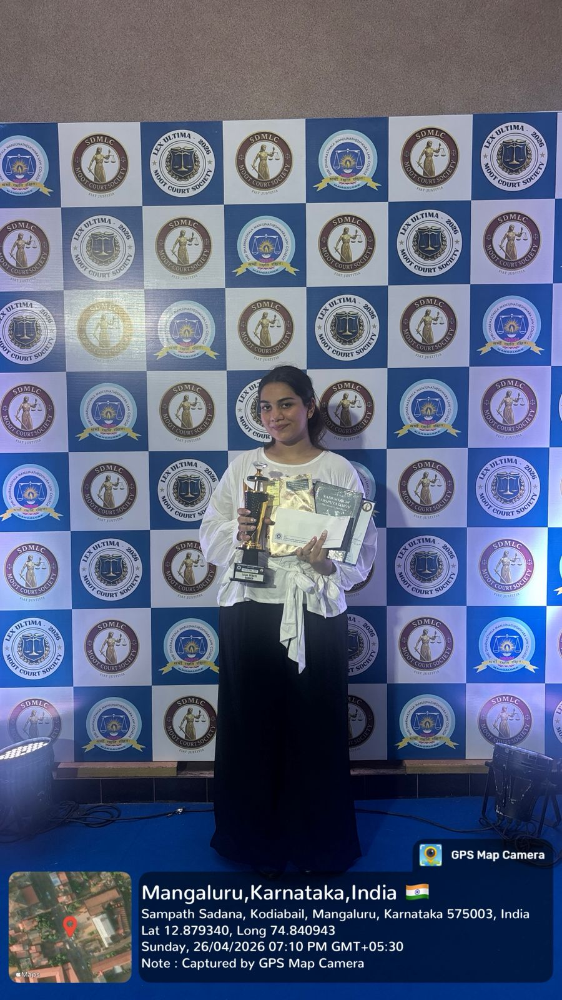 SDMLC
MOOT COURT SOCIETY
FIAT JUSTITIA
LEX ULTIMA - 2026
MOOT COURT SOCIETY
SHRI DHARMASTHALA MANJUNATHESHWARA LAW COLLEGE
धर्मो रक्षति रक्षितः
MANGALORE
VADEMECUM
DISPUTATORIS
LEGAL DEBATE
GPS Map Camera
Mangaluru,Karnataka,India
Sampath Sadana, Kodiabail, Mangaluru, Karnataka 575003, India
Lat 12.879340, Long 74.840943
Sunday, 26/04/2026 07:10 PM GMT+05:30
Note : Captured by GPS Map Camera
Maps